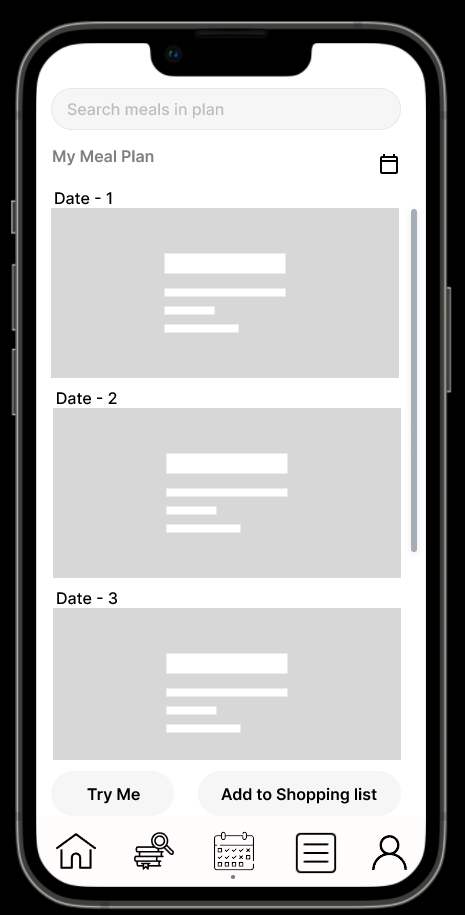 Search meals in plan
My Meal Plan
Date - 1
Date - 2
Date - 3
Try Me
Add to Shopping list